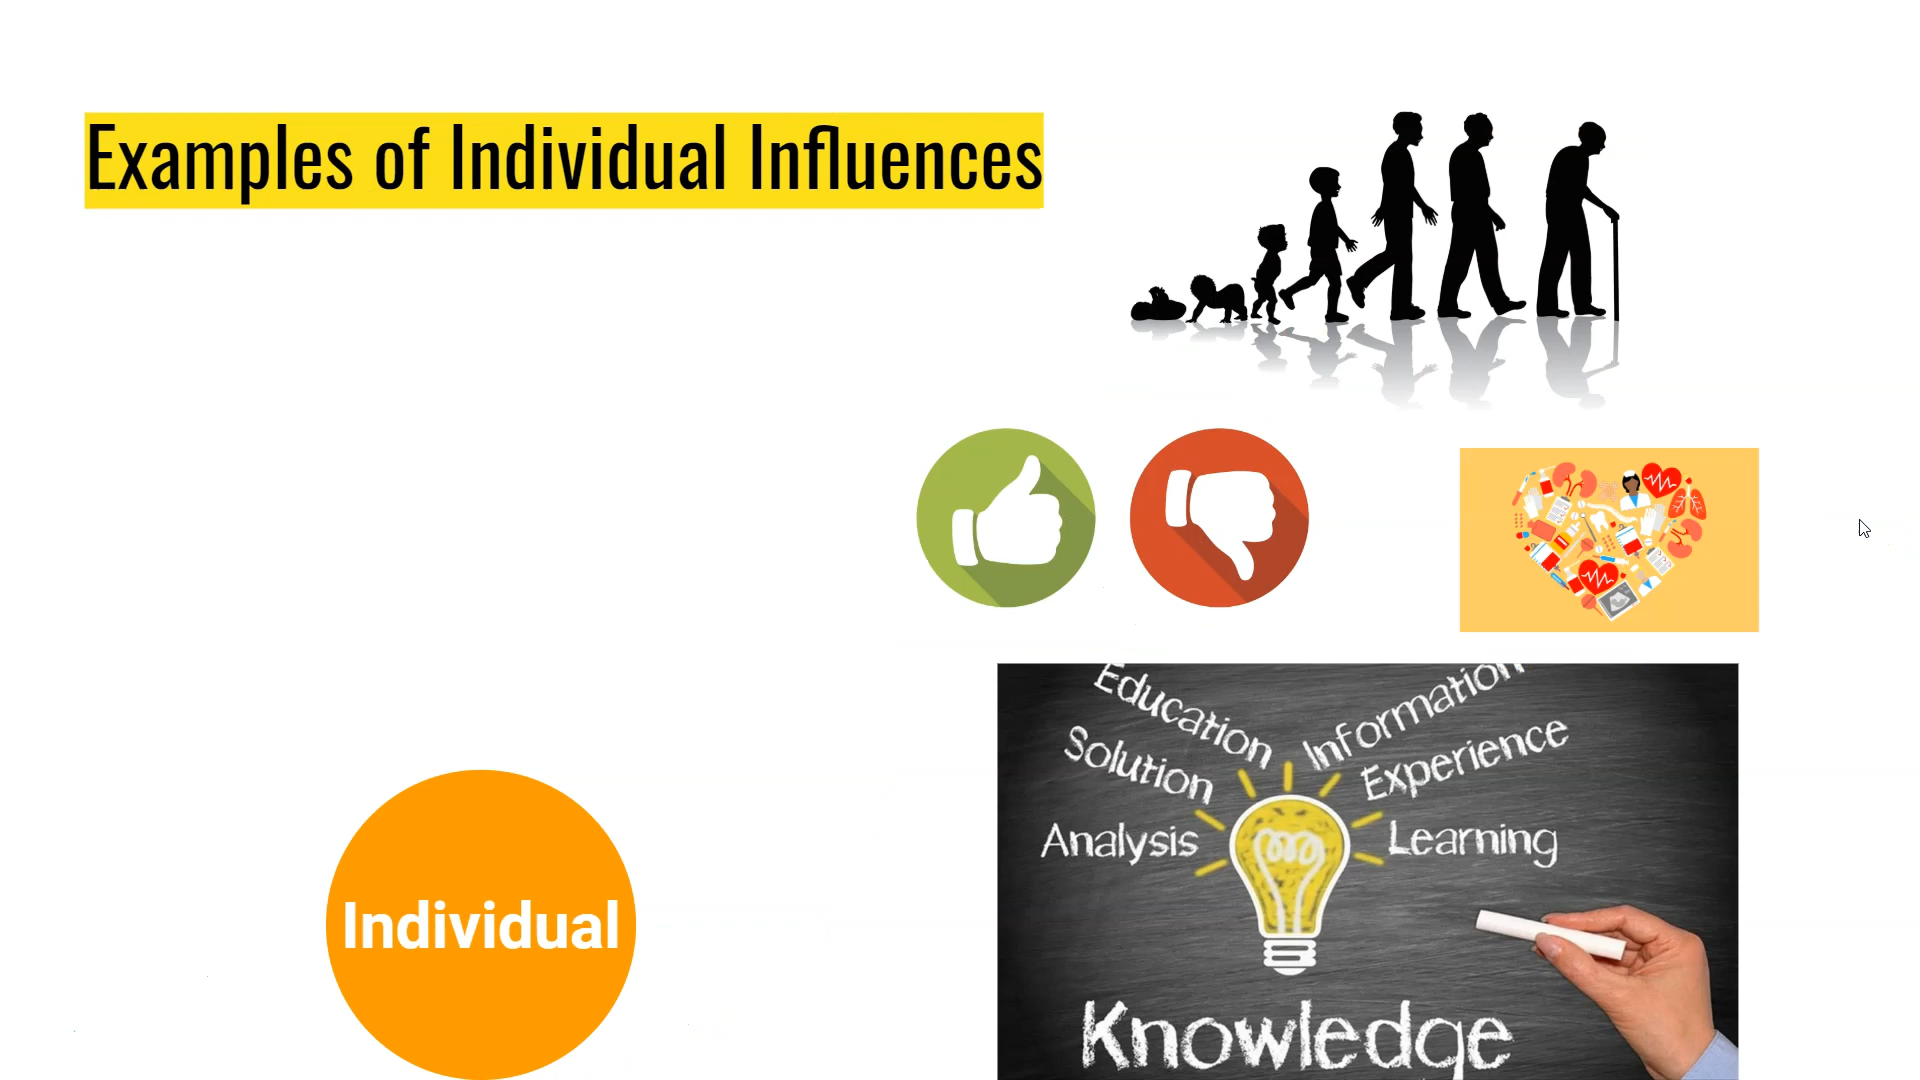 Examples of Individual Influences
Education
Information
Solution
Experience
Analysis
Learning
Individual
Knowledge